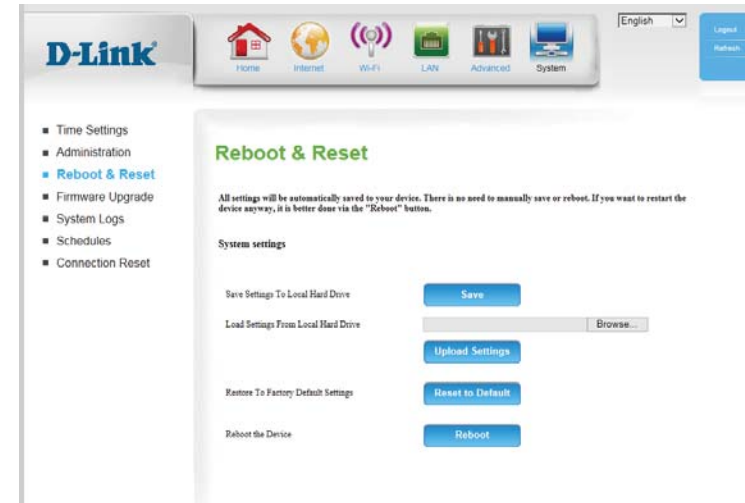 D-Link
Home
Internet
Wi-Fi
LAN
Advanced
System
English
Logout
Refresh
Time Settings
Administration
Reboot & Reset
Firmware Upgrade
System Logs
Schedules
Connection Reset
Reboot & Reset
All settings will be automatically saved to your device. There is no need to manually save or reboot. If you want to restart the
device anyway, it is better done via the "Reboot" button.
System settings
Save Settings To Local Hard Drive
Save
Load Settings From Local Hard Drive
Browse...
Upload Settings
Restore To Factory Default Settings
Reset to Default
Reboot the Device
Reboot